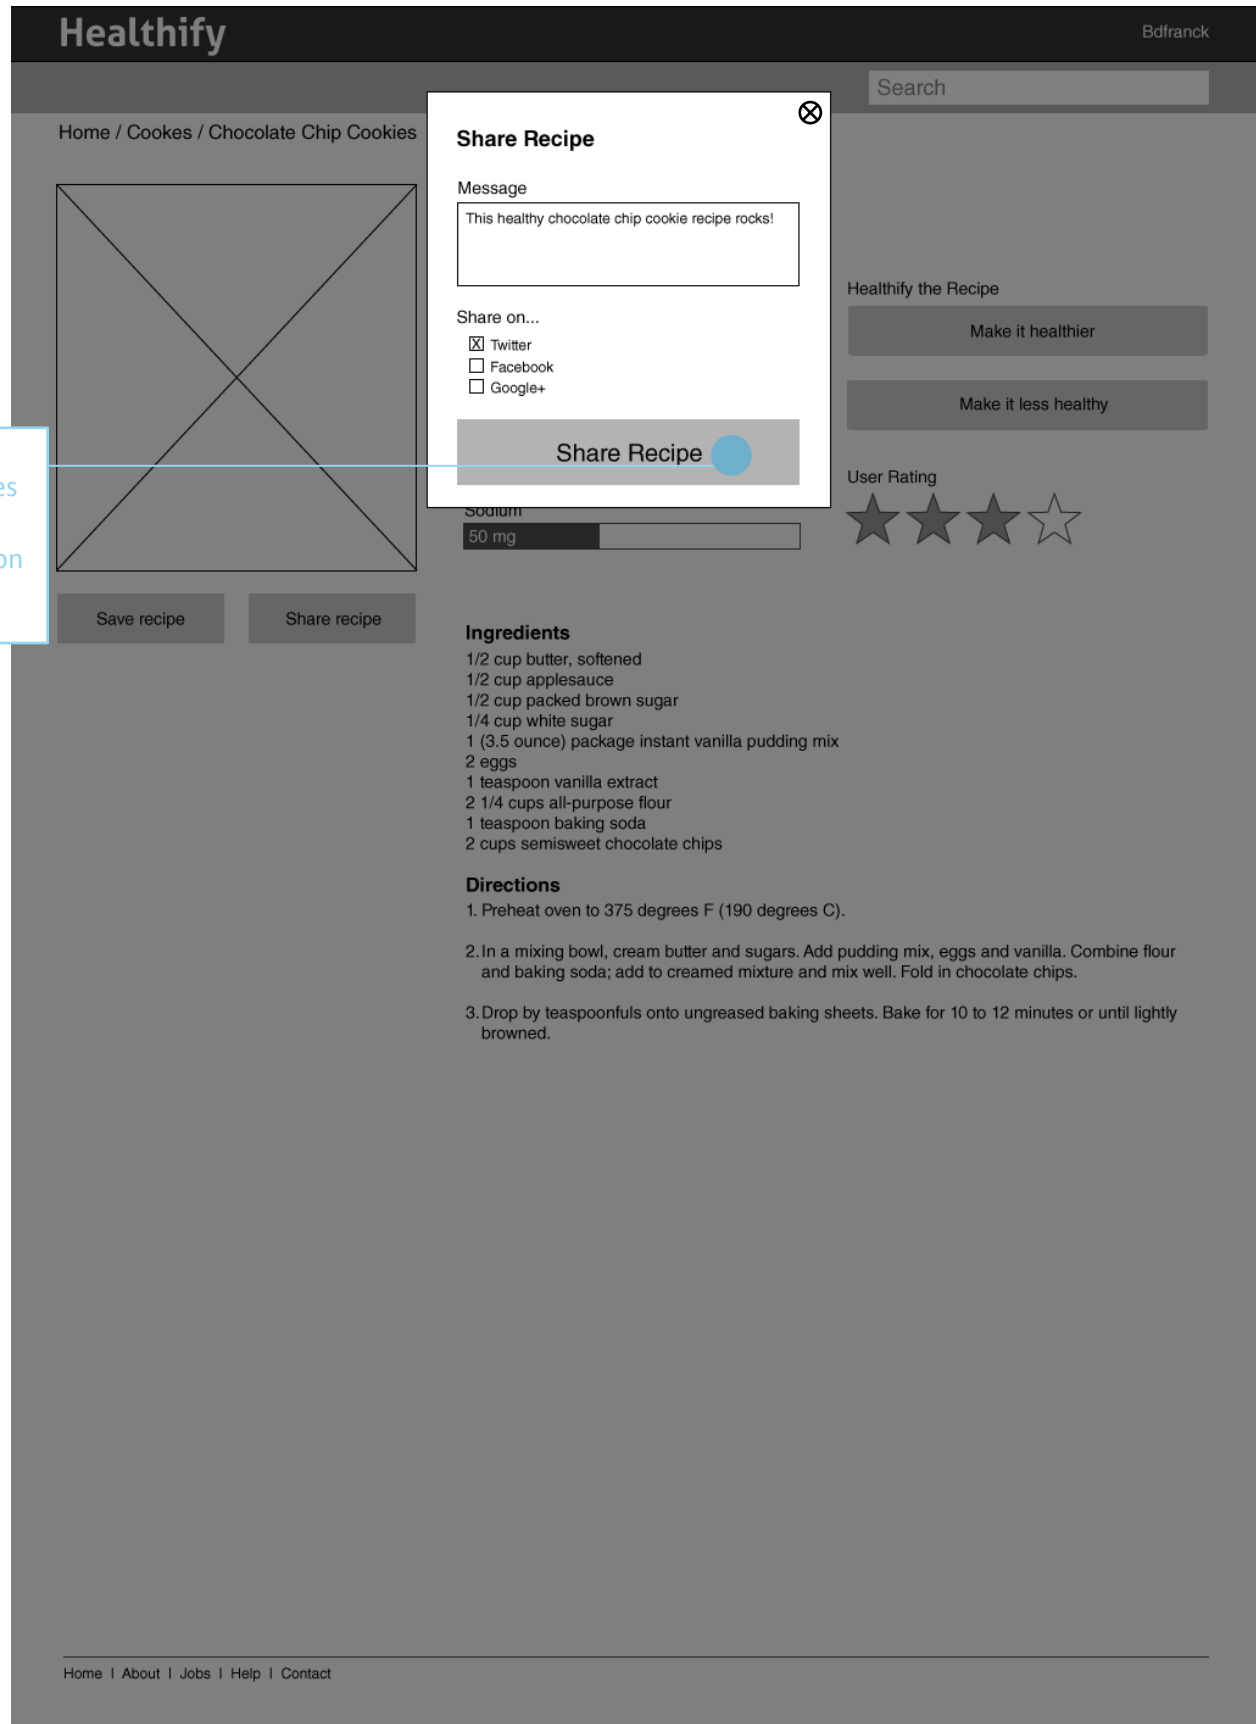 Healthify
Bdfranck
Search
Home / Cookes / Chocolate Chip Cookies
Share Recipe
Message
This healthy chocolate chip cookie recipe rocks!
Share on...
X Twitter
Facebook
Google+
Share Recipe
Healthify the Recipe
Make it healthier
Make it less healthy
User Rating
Sodium
50 mg
Save recipe
Share recipe
Ingredients
1/2 cup butter, softened
1/2 cup applesauce
1/2 cup packed brown sugar
1/4 cup white sugar
1 (3.5 ounce) package instant vanilla pudding mix
2 eggs
1 teaspoon vanilla extract
2 1/4 cups all-purpose flour
1 teaspoon baking soda
2 cups semisweet chocolate chips
Directions
1. Preheat oven to 375 degrees F (190 degrees C).
2. In a mixing bowl, cream butter and sugars. Add pudding mix, eggs and vanilla. Combine flour
and baking soda; add to creamed mixture and mix well. Fold in chocolate chips.
3. Drop by teaspoonfuls onto ungreased baking sheets. Bake for 10 to 12 minutes or until lightly
browned.
Home | About | Jobs | Help | Contact